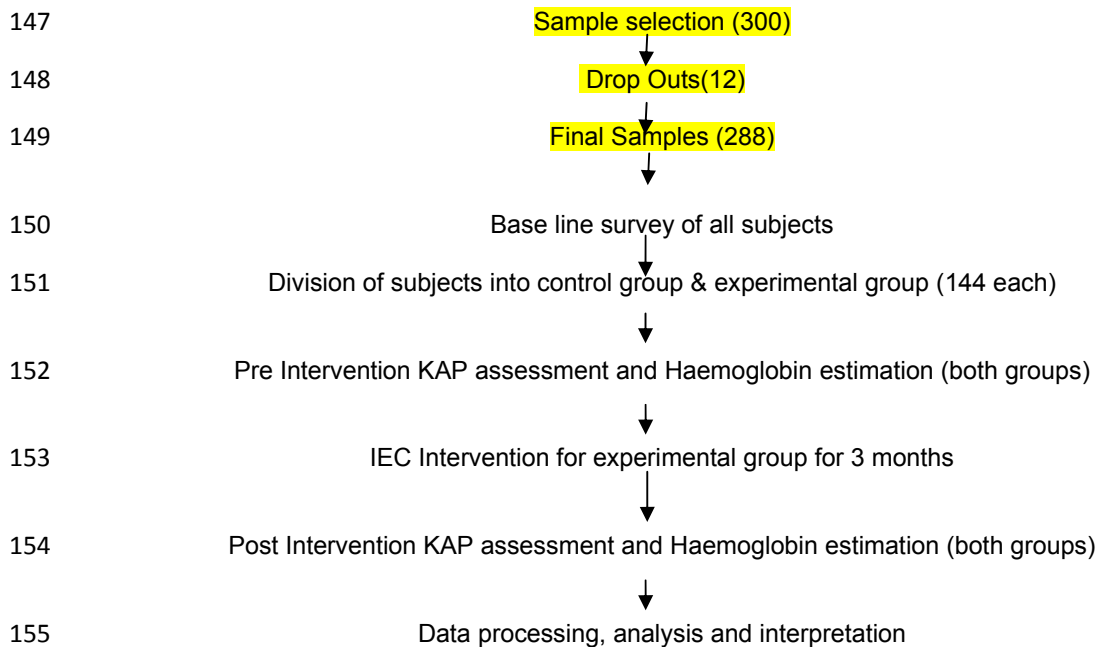 147 Sample selection (300)
148 Drop Outs(12)
149 Final Samples (288)
150 Base line survey of all subjects
151 Division of subjects into control group & experimental group (144 each)
152 Pre Intervention KAP assessment and Haemoglobin estimation (both groups)
153 IEC Intervention for experimental group for 3 months
154 Post Intervention KAP assessment and Haemoglobin estimation (both groups)
155 Data processing, analysis and interpretation